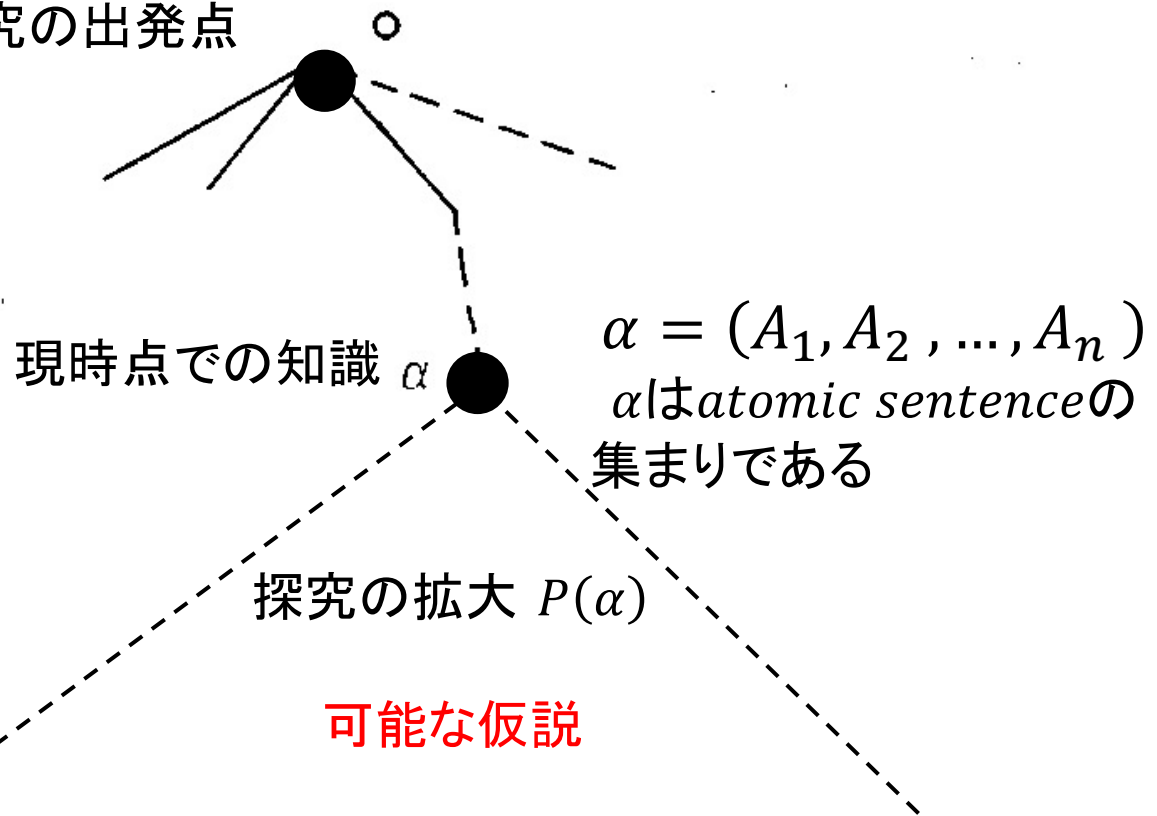 究の出発点
o
α = (A₁, A₂ , … , Aₙ )
現時点での知識 α
αはatomic sentenceの
集まりである
探究の拡大 P(α)
可能な仮説